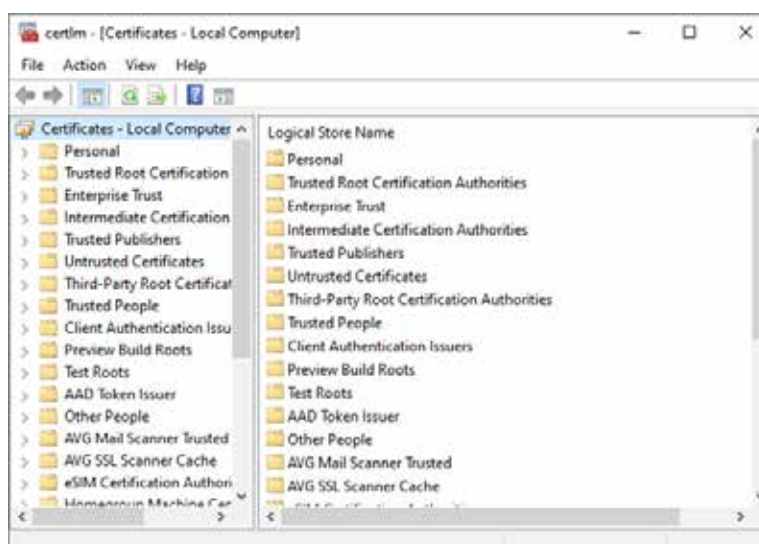 certlm - [Certificates - Local Computer]
File Action View Help
Certificates - Local Computer
Personal
Trusted Root Certification
Enterprise Trust
Intermediate Certification
Trusted Publishers
Untrusted Certificates
Third-Party Root Certificat
Trusted People
Client Authentication Issu
Preview Build Roots
Test Roots
AAD Token Issuer
Other People
AVG Mail Scanner Trusted
AVG SSL Scanner Cache
eSIM Certification Authori
Homegroup Machine Cer
Logical Store Name
Personal
Trusted Root Certification Authorities
Enterprise Trust
Intermediate Certification Authorities
Trusted Publishers
Untrusted Certificates
Third-Party Root Certification Authorities
Trusted People
Client Authentication Issuers
Preview Build Roots
Test Roots
AAD Token Issuer
Other People
AVG Mail Scanner Trusted
AVG SSL Scanner Cache